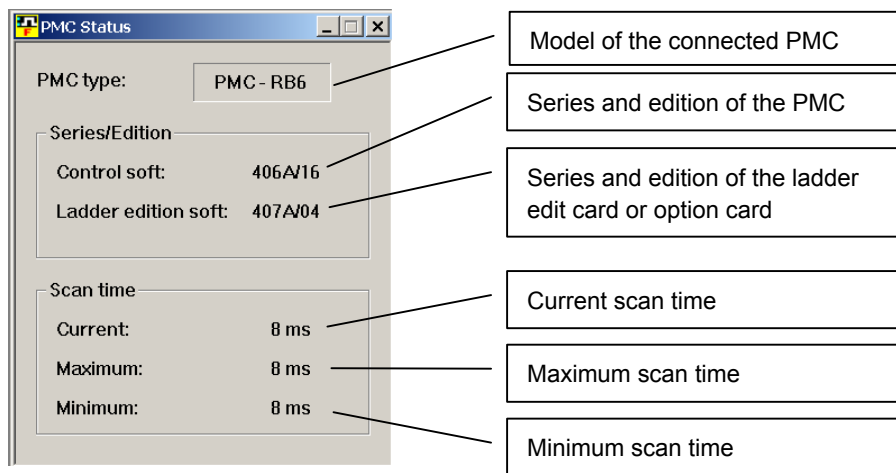 PMC Status
PMC type: PMC - RB6
Series/Edition
Control soft: 406A/16
Ladder edition soft: 407A/04
Scan time
Current: 8 ms
Maximum: 8 ms
Minimum: 8 ms
Model of the connected PMC
Series and edition of the PMC
Series and edition of the ladder
edit card or option card
Current scan time
Maximum scan time
Minimum scan time